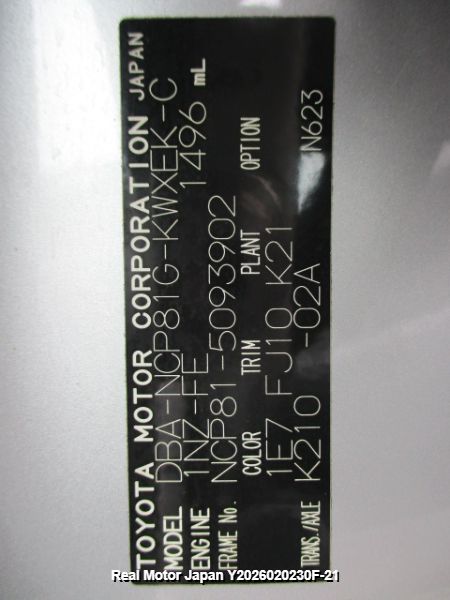 TOYOTA MOTOR CORPORATION JAPAN
MODEL DBA-NCP81G-KWXEK-C
ENGINE 1NZ-FE 1496 mL
FRAME No. NCP81-5093902
COLOR TRIM PLANT OPTION
1E7 FJ10 K21
TRANS./AXLE K210 -02A N623
Real Motor Japan Y2026020230F-21